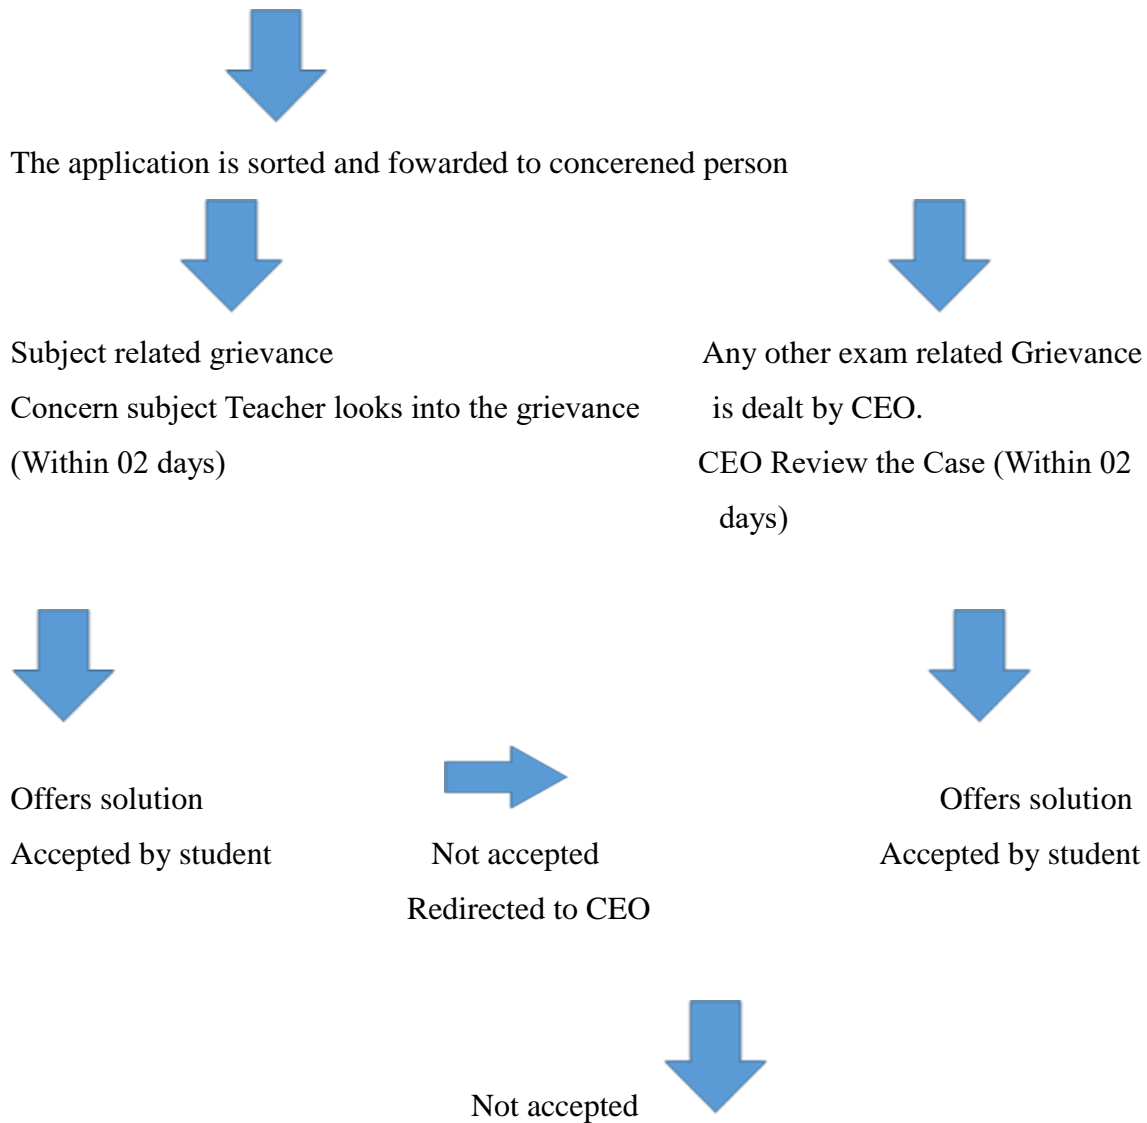 The application is sorted and fowarded to concerened person
Subject related grievance
Concern subject Teacher looks into the grievance
(Within 02 days)
Any other exam related Grievance
is dealt by CEO.
CEO Review the Case (Within 02
days)
Offers solution
Accepted by student
Not accepted
Redirected to CEO
Offers solution
Accepted by student
Not accepted